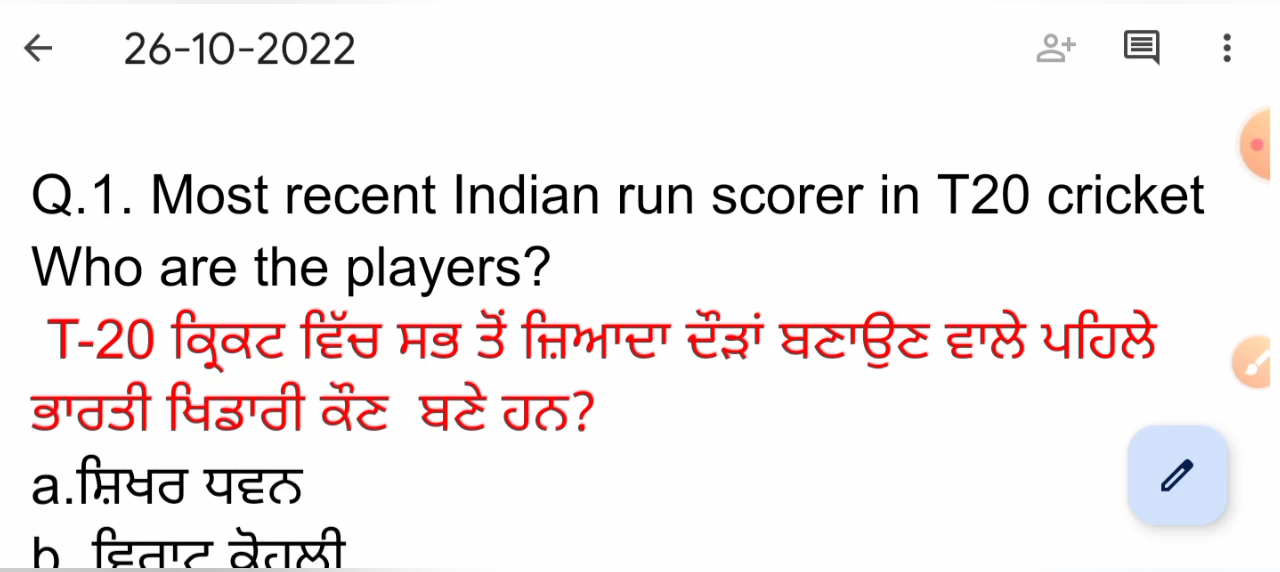 26-10-2022
Q.1. Most recent Indian run scorer in T20 cricket
Who are the players?
T-20 ਕ੍ਰਿਕਟ ਵਿੱਚ ਸਭ ਤੋਂ ਜ਼ਿਆਦਾ ਦੌੜਾਂ ਬਣਾਉਣ ਵਾਲੇ ਪਹਿਲੇ
ਭਾਰਤੀ ਖਿਡਾਰੀ ਕੌਣ ਬਣੇ ਹਨ?
a.ਸ਼ਿਖਰ ਧਵਨ
b ਵਿਰਾਟ ਕੋਹਲੀ